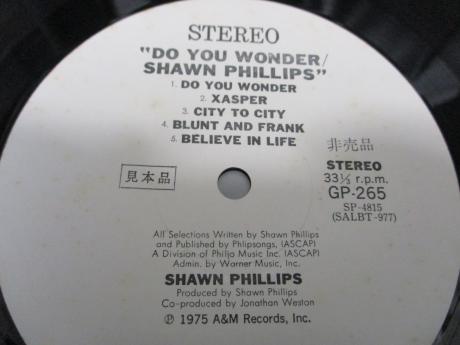 STEREO
"DO YOU WONDER/
SHAWN PHILLIPS"
1. DO YOU WONDER
2. XASPER
3. CITY TO CITY
4. BLUNT AND FRANK
5. BELIEVE IN LIFE
見本品
非売品
STEREO
33⅓ r.p.m.
GP-265
SP-4815
(SALBT-977)
All Selections Written by Shawn Phillips
and Published by Phlipsongs, (ASCAP)
A Division of Philjo Music Inc. (ASCAP)
Admin. by Warner Music, Inc.
SHAWN PHILLIPS
Produced by Shawn Phillips
Co-produced by Jonathan Weston
Ⓟ © 1975 A&M Records, Inc.